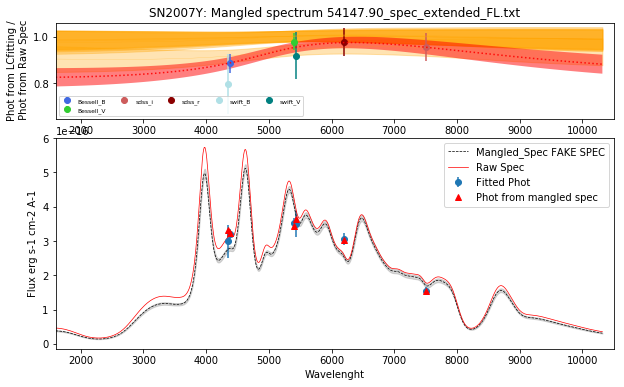 SN2007Y: Mangled spectrum 54147.90_spec_extended_FL.txt
Phot from LCfitting /
Phot from Raw Spec
1.0
0.8
Bessell_B
sdss_i
sdss_r
swift_B
swift_V
Bessell_V
2000 3000 4000 5000 6000 7000 8000 9000 10000
Mangled_Spec FAKE SPEC
Raw Spec
Fitted Phot
Phot from mangled spec
Flux erg s-1 cm-2 A-1
6
5
4
3
2
1
0
2000 3000 4000 5000 6000 7000 8000 9000 10000
Wavelenght